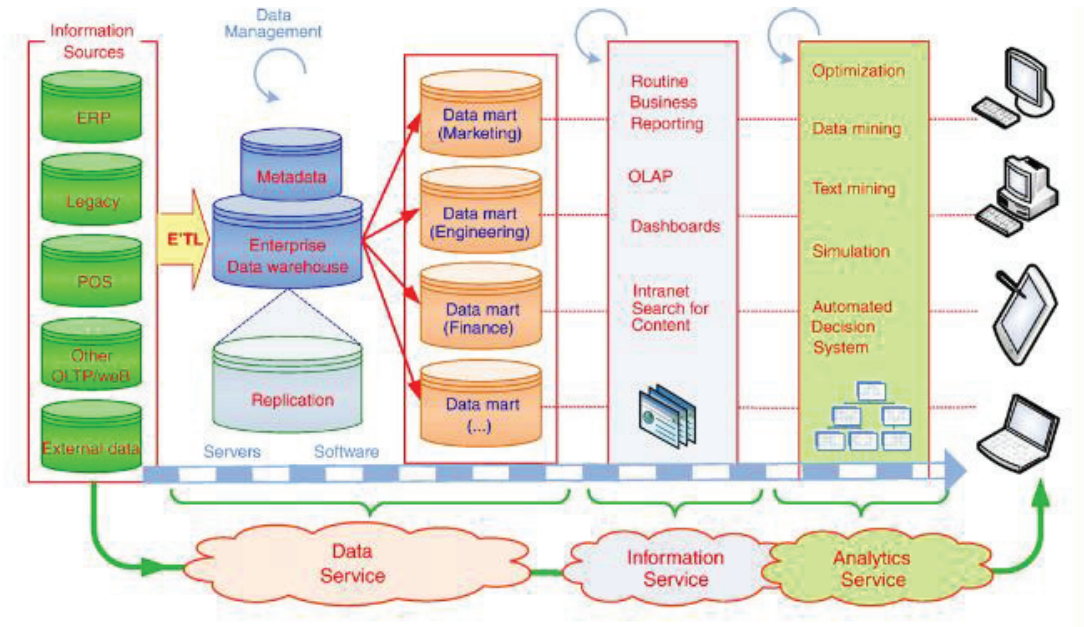 Information
Sources
ERP
Legacy
POS
Other
OLTP/weB
External data
E'TL
Data
Management
Metadata
Enterprise
Data warehouse
Replication
Servers
Software
Data mart
(Marketing)
Data mart
(Engineering)
Data mart
(Finance)
Data mart
(...)
Routine
Business
Reporting
OLAP
Dashboards
Intranet
Search for
Content
Optimization
Data mining
Text mining
Simulation
Automated
Decision
System
Data
Service
Information
Service
Analytics
Service